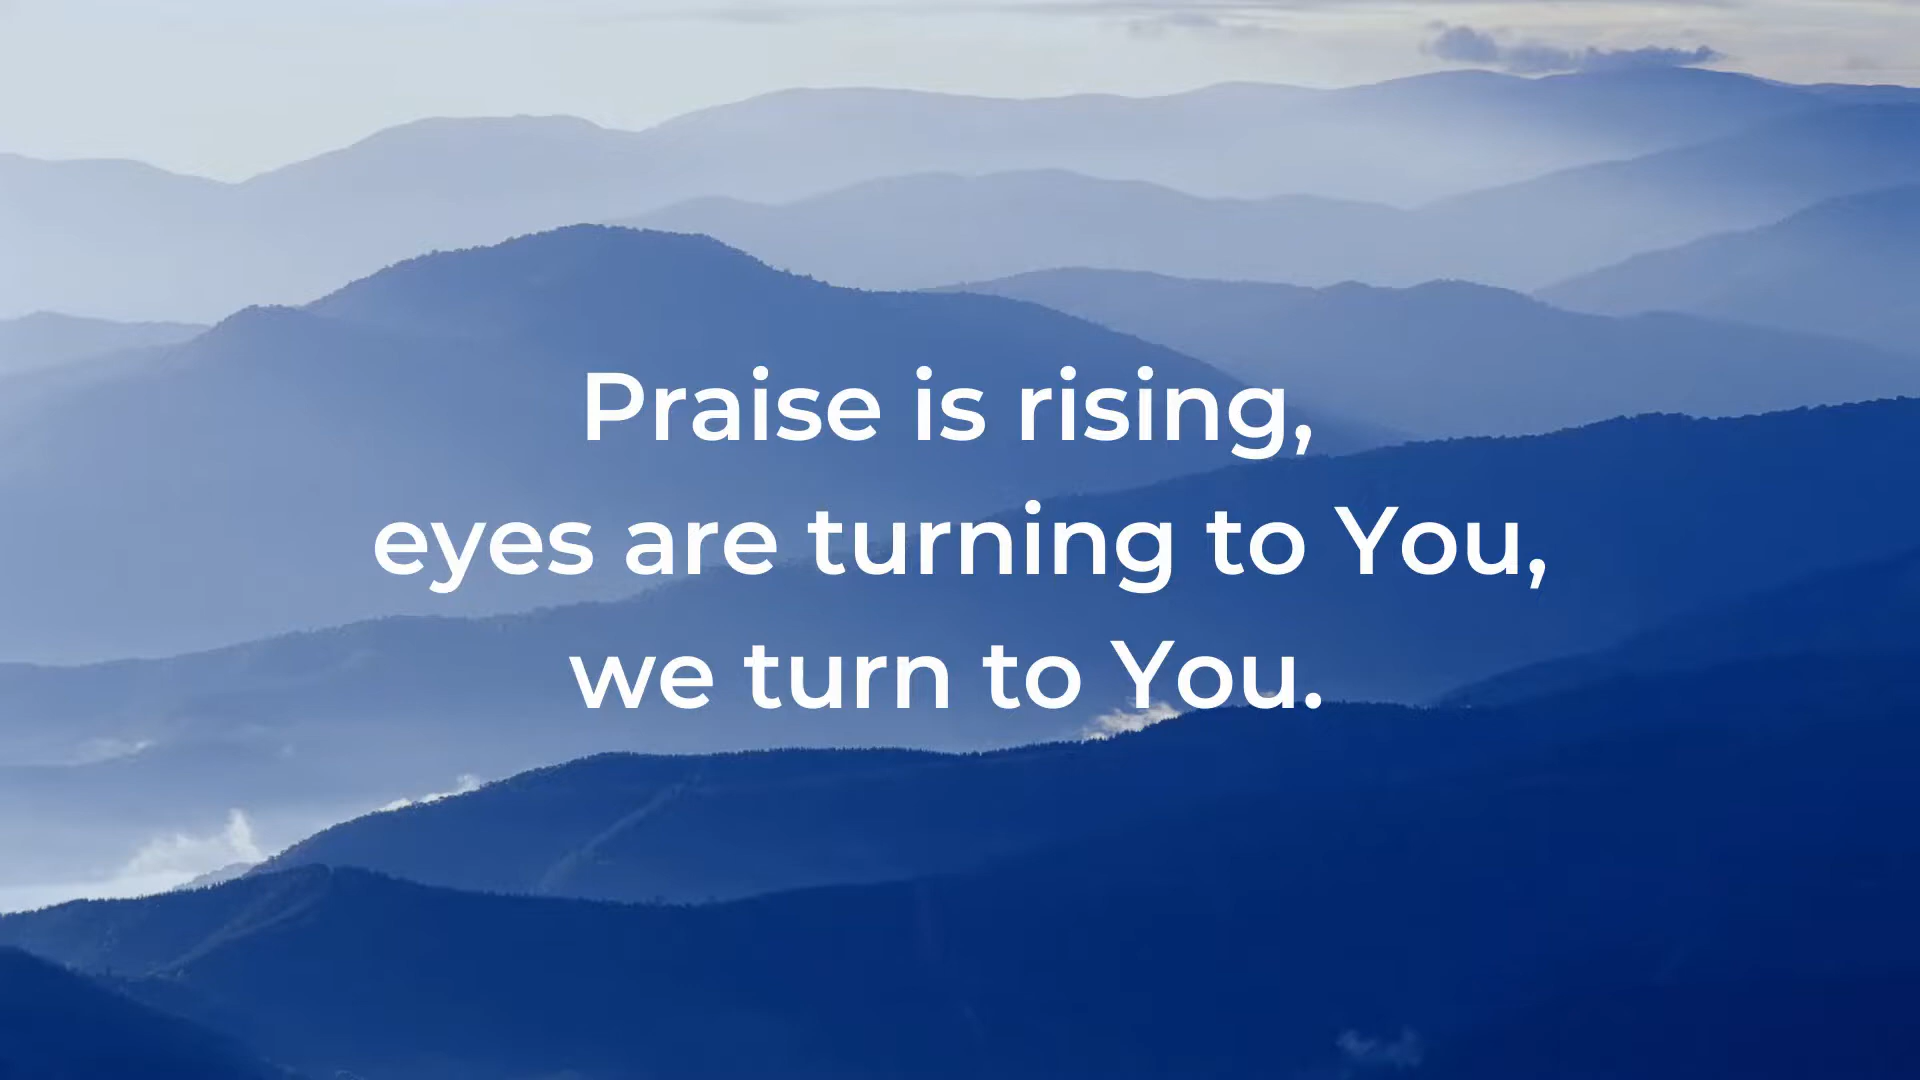 Praise is rising,
eyes are turning to You,
we turn to You.